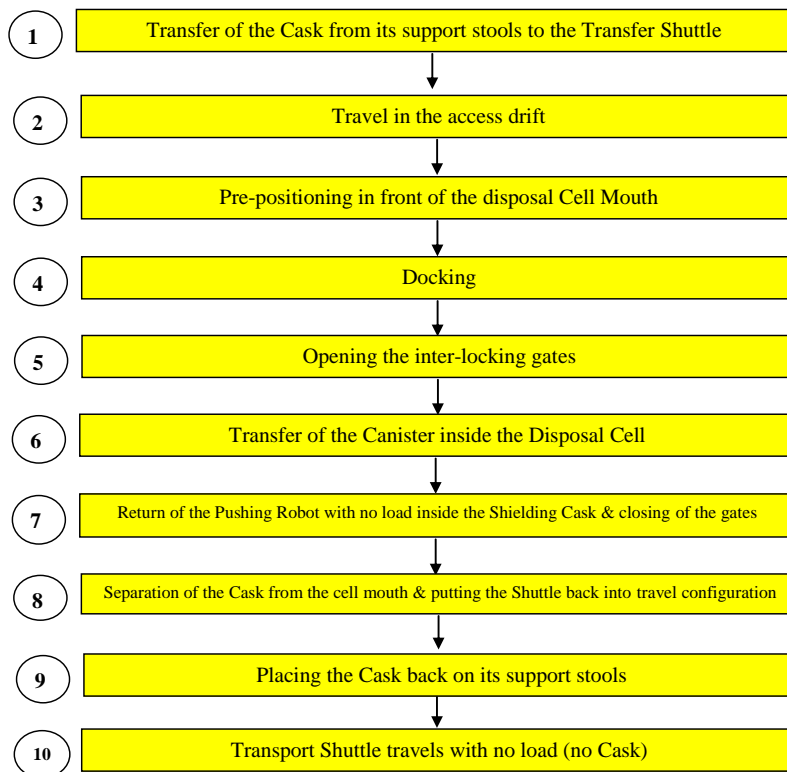 1 Transfer of the Cask from its support stools to the Transfer Shuttle
2 Travel in the access drift
3 Pre-positioning in front of the disposal Cell Mouth
4 Docking
5 Opening the inter-locking gates
6 Transfer of the Canister inside the Disposal Cell
7 Return of the Pushing Robot with no load inside the Shielding Cask & closing of the gates
8 Separation of the Cask from the cell mouth & putting the Shuttle back into travel configuration
9 Placing the Cask back on its support stools
10 Transport Shuttle travels with no load (no Cask)